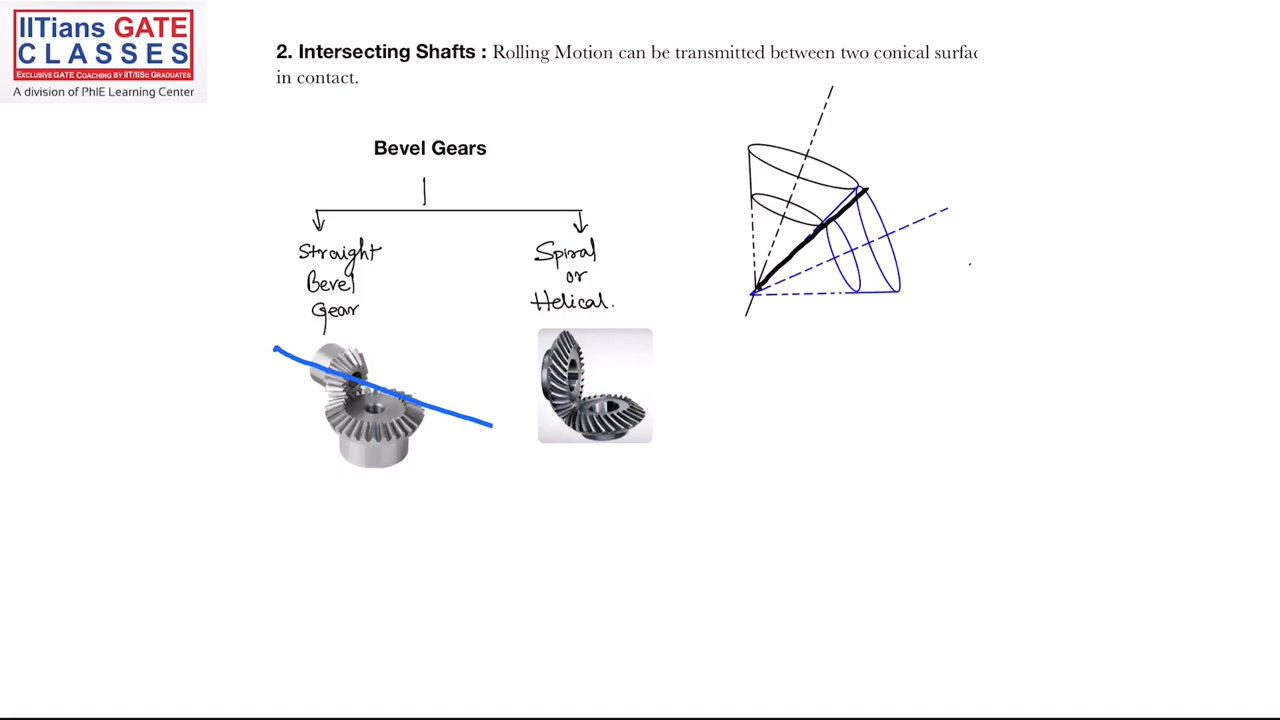 IITians GATE
CLASSES
EXCLUSIVE GATE COACHING BY IIT/IISc GRADUATES
A division of PhIE Learning Center
2. Intersecting Shafts : Rolling Motion can be transmitted between two conical surfac
in contact.
Bevel Gears
Straight
Bevel
Gear
Spiral
or
Helical.